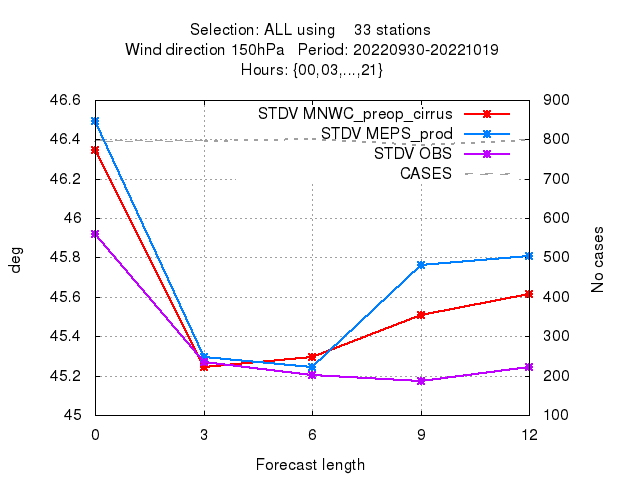 Selection: ALL using    33 stations
Wind direction 150hPa   Period: 20220930-20221019
Hours: {00,03,...,21}
STDV MNWC_preop_cirrus
STDV MEPS_prod
STDV OBS
CASES
46.6
46.4
46.2
46
45.8
45.6
45.4
45.2
45
900
800
700
600
500
400
300
200
100
deg
No cases
0 3 6 9 12
Forecast length